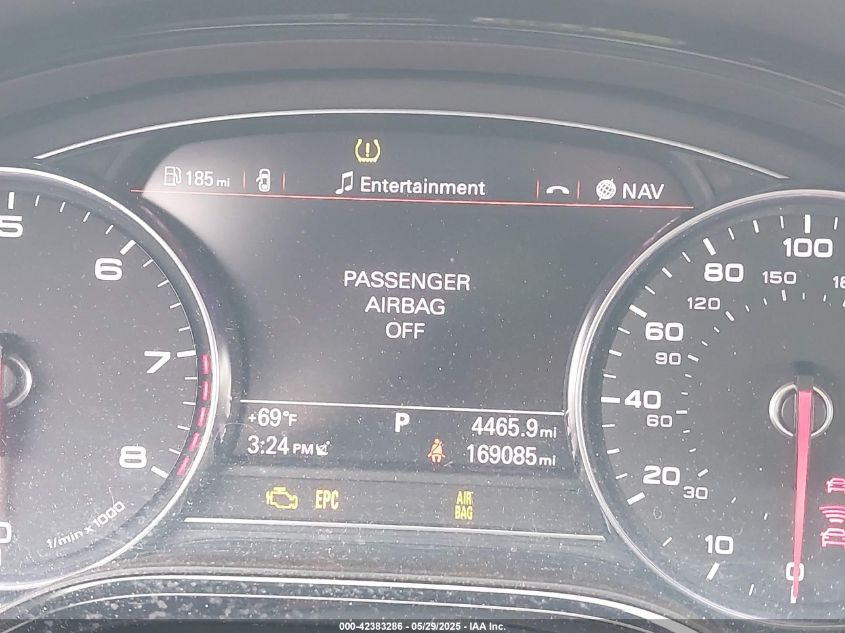 185 mi
Entertainment
NAV
PASSENGER
AIRBAG
OFF
+69°F
P
4465.9 mi
3:24 PM
169085 mi
EPC
AIR
BAG
5
6
7
8
1/min x 1000
0
100
80
150
120
60
90
40
60
20
30
10
0
000-42383286 - 05/29/2025 - IAA Inc.